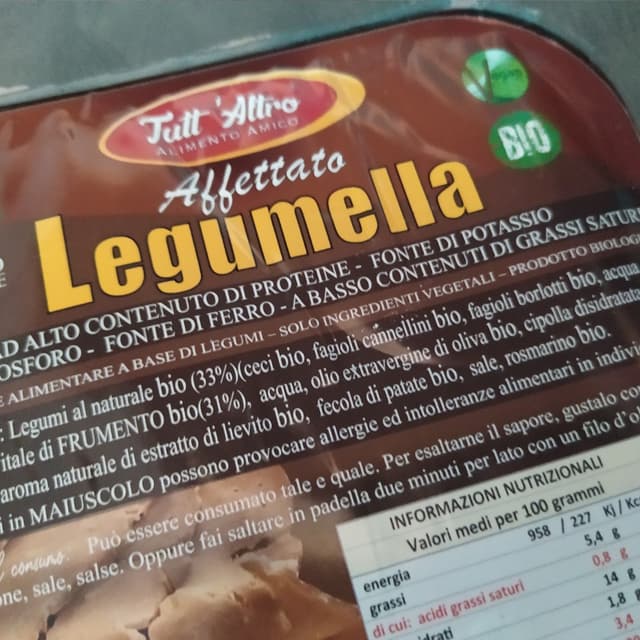 Tutt'Altro
ALIMENTO AMICO
Vegan
BIO
Affettato
Legumella
AD ALTO CONTENUTO DI PROTEINE - FONTE DI POTASSIO
FOSFORO - FONTE DI FERRO - A BASSO CONTENUTI DI GRASSI SATUR
E ALIMENTARE A BASE DI LEGUMI – SOLO INGREDIENTI VEGETALI – PRODOTTO BIOLOG
: Legumi al naturale bio (33%)(ceci bio, fagioli cannellini bio, fagioli borlotti bio, acqua
itale di FRUMENTO bio(31%), acqua, olio extravergine di oliva bio, cipolla disidratata
aroma naturale di estratto di lievito bio, fecola di patate bio, sale, rosmarino bio.
i in MAIUSCOLO possono provocare allergie ed intolleranze alimentari in individ
consumo: Può essere consumato tale e quale. Per esaltarne il sapore, gustalo co
one, sale, salse. Oppure fai saltare in padella due minuti per lato con un filo d'o
INFORMAZIONI NUTRIZIONALI
Valori medi per 100 grammi
energia 958 / 227 Kj / Kc
grassi 5,4 g
di cui: acidi grassi saturi 0,8 g
14 g
1,8 g
3,4